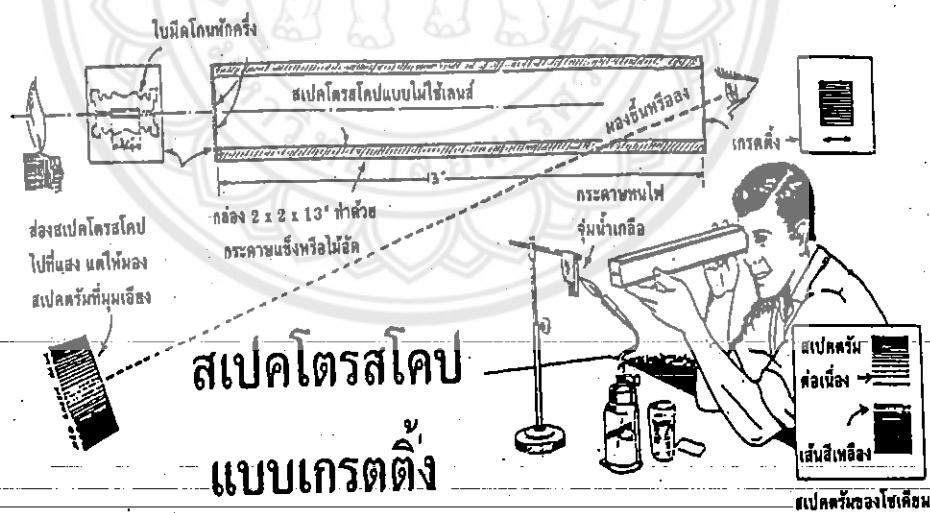 ใบมีดโกนหักครึ่ง
สเปคโตรสโคปแบบไม่ใช้เลนส์
มองขึ้นหรือลง
เกรตติ้ง
13"
กล่อง 2 x 2 x 13" ทำด้วย
กระดาษแข็งหรือไม้อัด
กระดาษทนไฟ
ชุ่มน้ำเกลือ
ส่องสเปคโตรสโคป
ไปที่แสง แต่ให้มอง
สเปคตรัมที่มุมเอียง
สเปคโตรสโคป
แบบเกรตติ้ง
สเปคตรัม
ต่อเนื่อง
เส้นสีเหลือง
สเปคตรัมของโซเดียม